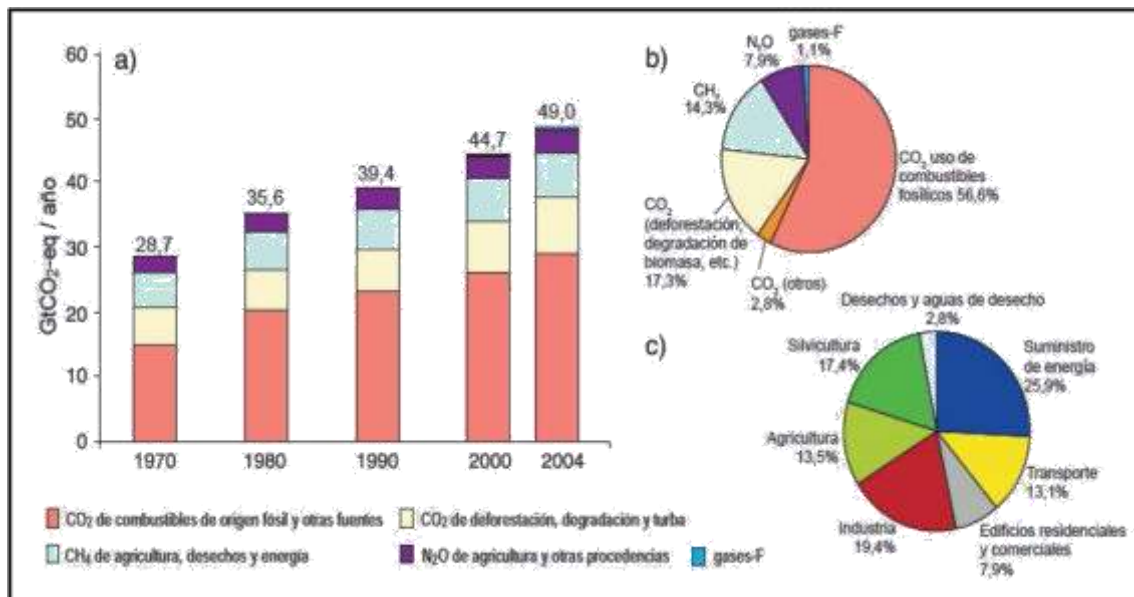 a)
GtCO₂-eq / año
60
50
40
30
20
10
0
28,7
35,6
39,4
44,7
49,0
1970
1980
1990
2000
2004
CO₂ de combustibles de origen fósil y otras fuentes
CO₂ de deforestación, degradación y turba
CH₄ de agricultura, desechos y energía
N₂O de agricultura y otras procedencias
gases-F
b)
gases-F
1,1%
N₂O
7,9%
CH₄
14,3%
CO₂ uso de
combustibles
fosílicos 56,6%
CO₂
(deforestación,
degradación de
biomasa, etc.)
17,3%
CO₂ (otros)
2,8%
c)
Desechos y aguas de desecho
2,8%
Suministro
de energía
25,9%
Transporte
13,1%
Edificios residenciales
y comerciales
7,9%
Industria
19,4%
Agricultura
13,5%
Silvicultura
17,4%